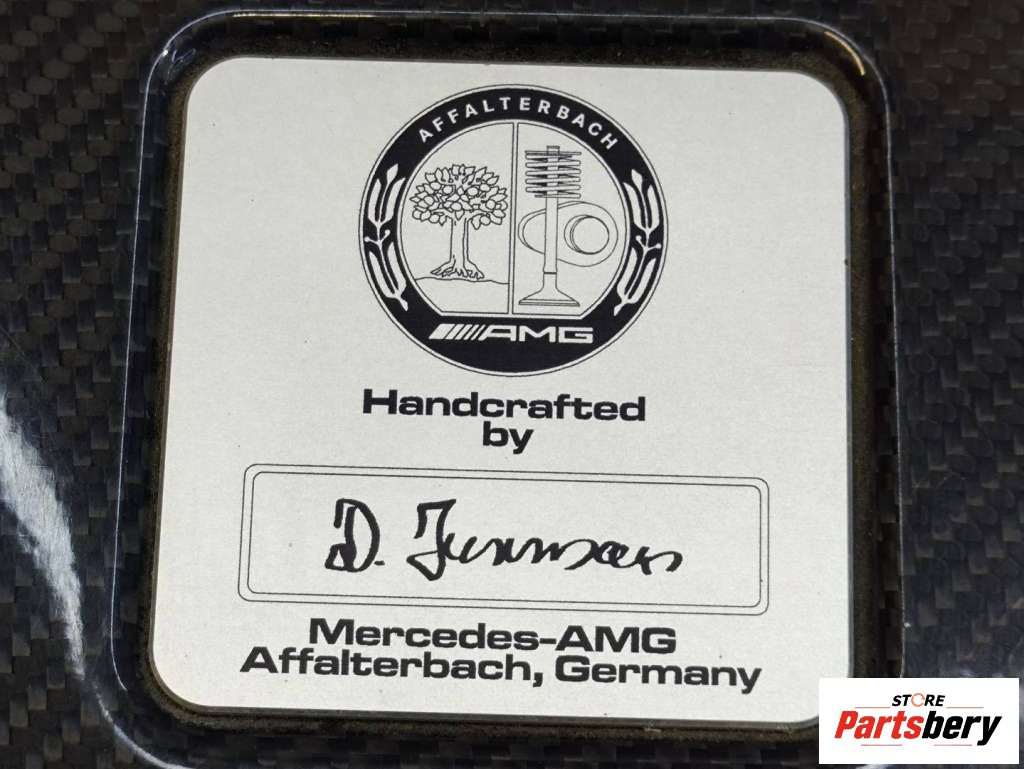 AFFALTERBACH
AMG
Handcrafted
by
D.
Mercedes-AMG
Affalterbach, Germany
STORE
Partsbery